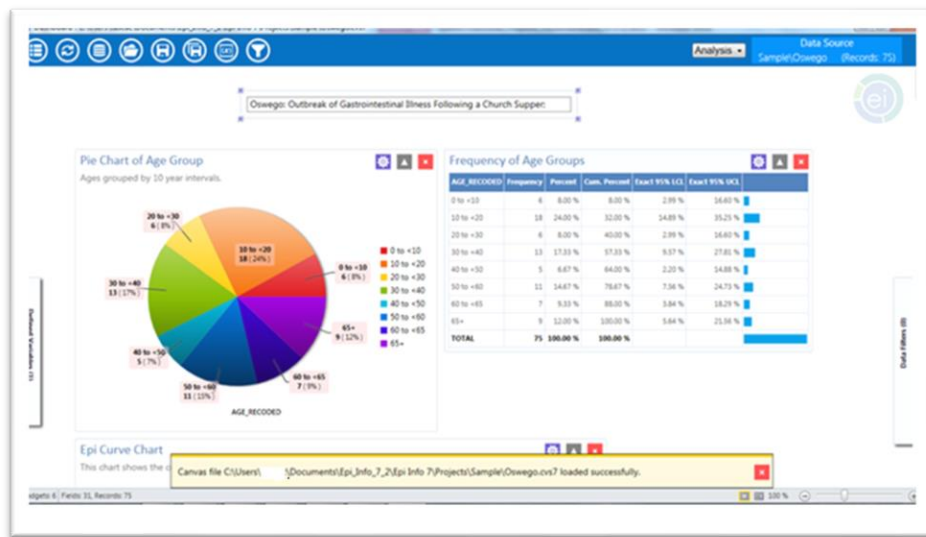 Analysis
Data Source
Sample\Oswego (Records: 75)
ei
Oswego: Outbreak of Gastrointestinal Illness Following a Church Supper:
Pie Chart of Age Group
Ages grouped by 10 year intervals.
20 to <30
6 ( 8%)
10 to <20
18 ( 24%)
0 to <10
6 ( 8%)
30 to <40
13 ( 17%)
65+
9 ( 12%)
40 to <50
5 ( 7%)
60 to <65
7 ( 9%)
50 to <60
11 ( 15%)
AGE_RECODED
0 to <10
10 to <20
20 to <30
30 to <40
40 to <50
50 to <60
60 to <65
65+
Frequency of Age Groups
AGE_RECODED Frequency Percent Cum. Percent Exact 95% LCL Exact 95% UCL
0 to <10 6 8.00 % 8.00 % 2.99 % 16.60 %
10 to <20 18 24.00 % 32.00 % 14.89 % 35.25 %
20 to <30 6 8.00 % 40.00 % 2.99 % 16.60 %
30 to <40 13 17.33 % 57.33 % 9.57 % 27.81 %
40 to <50 5 6.67 % 64.00 % 2.20 % 14.88 %
50 to <60 11 14.67 % 78.67 % 7.56 % 24.73 %
60 to <65 7 9.33 % 88.00 % 3.84 % 18.29 %
65+ 9 12.00 % 100.00 % 5.64 % 21.56 %
TOTAL 75 100.00 % 100.00 %
Defined Variables (1)
Data Filters (0)
Epi Curve Chart
This chart shows the
Canvas file C:\Users\ \Documents\Epi_Info_7_2\Epi Info 7\Projects\Sample\Oswego.cvs7 loaded successfully.
Fields: 31, Records: 75
100 %